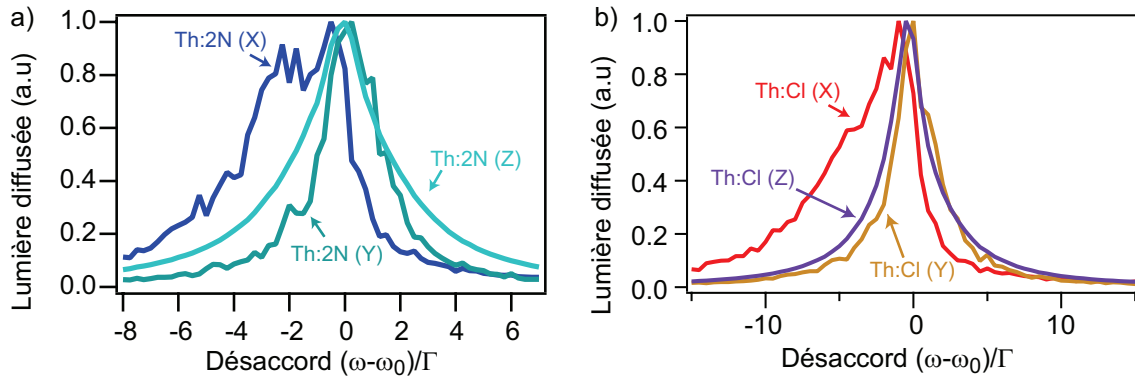 a)
Lumière diffusée (a.u)
1.0
0.8
0.6
0.4
0.2
0.0
Th:2N (X)
Th:2N (Z)
Th:2N (Y)
-8 -6 -4 -2 0 2 4 6
Désaccord (ω-ω0)/Γ
b)
Lumière diffusée (a.u)
1.0
0.8
0.6
0.4
0.2
0.0
Th:Cl (X)
Th:Cl (Z)
Th:Cl (Y)
-10 0 10
Désaccord (ω-ω0)/Γ